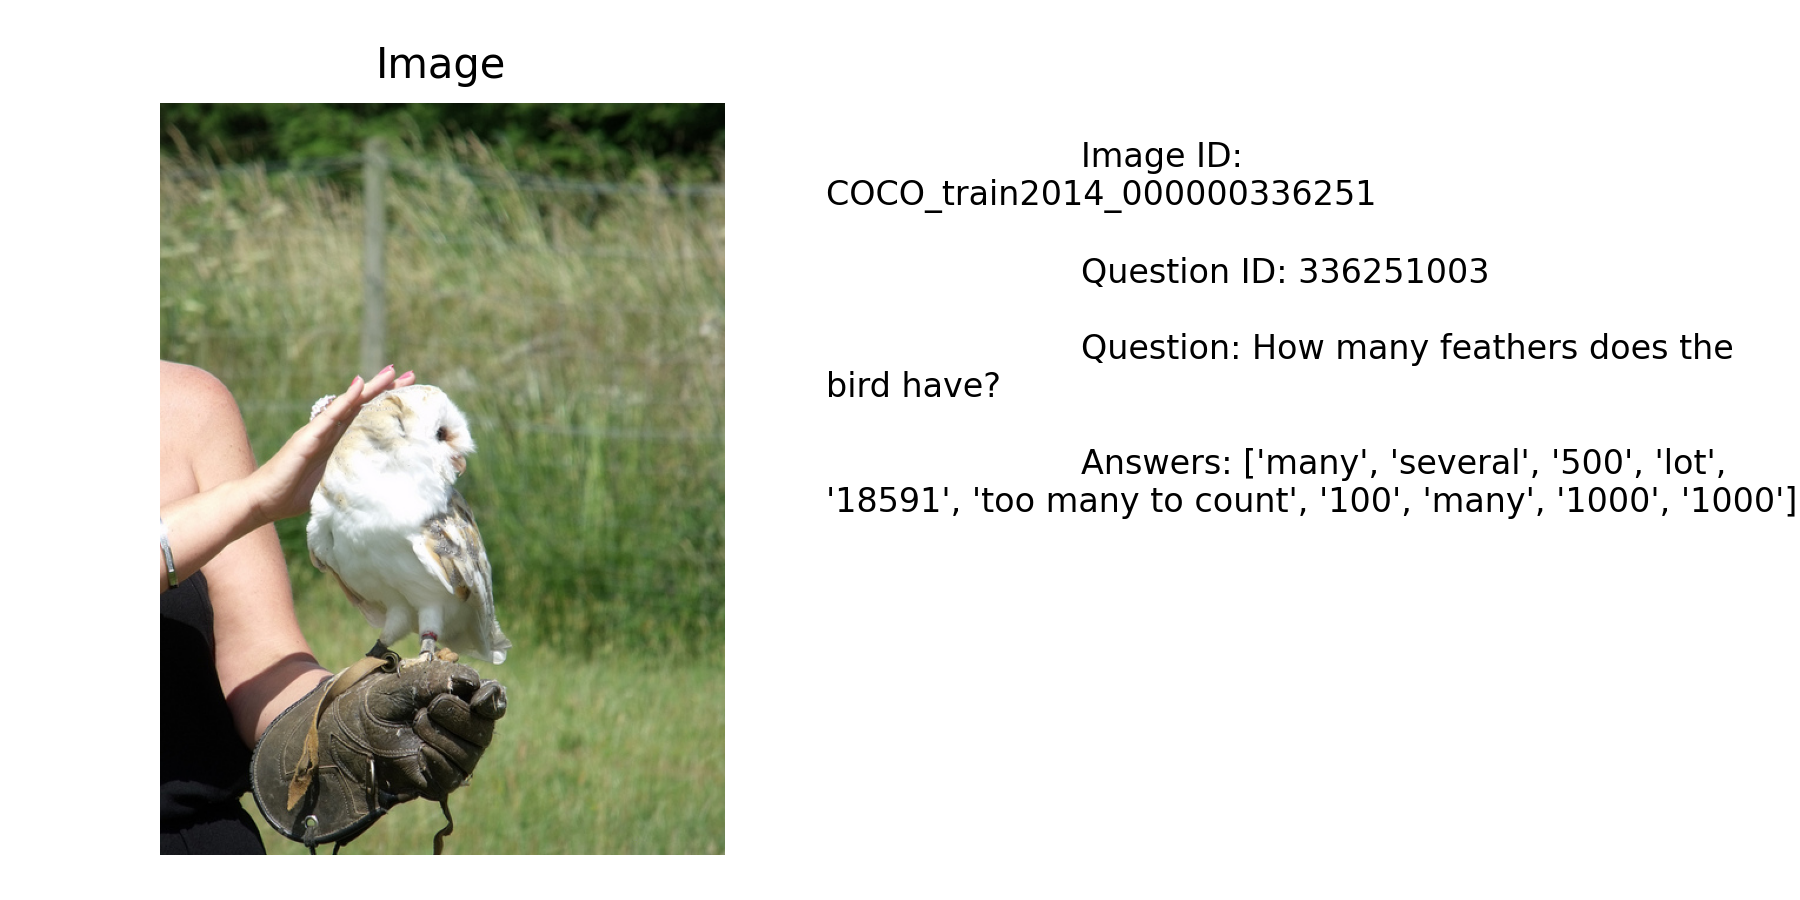 Image
Image ID:
COCO_train2014_000000336251
Question ID: 336251003
Question: How many feathers does the
bird have?
Answers: ['many', 'several', '500', 'lot',
'18591', 'too many to count', '100', 'many', '1000', '1000']